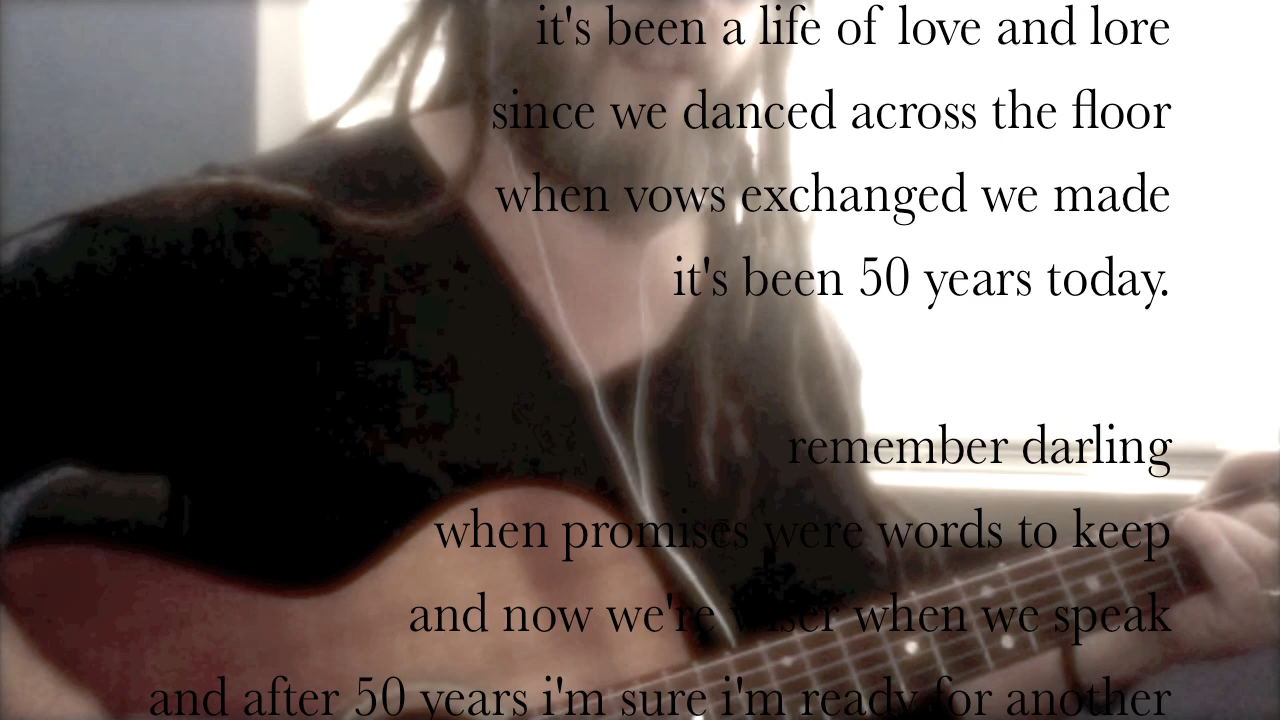 it's been a life of love and lore
since we danced across the floor
when vows exchanged we made
it's been 50 years today.
remember darling
when promises were words to keep
and now we're wiser when we speak
and after 50 years i'm sure i'm ready for another